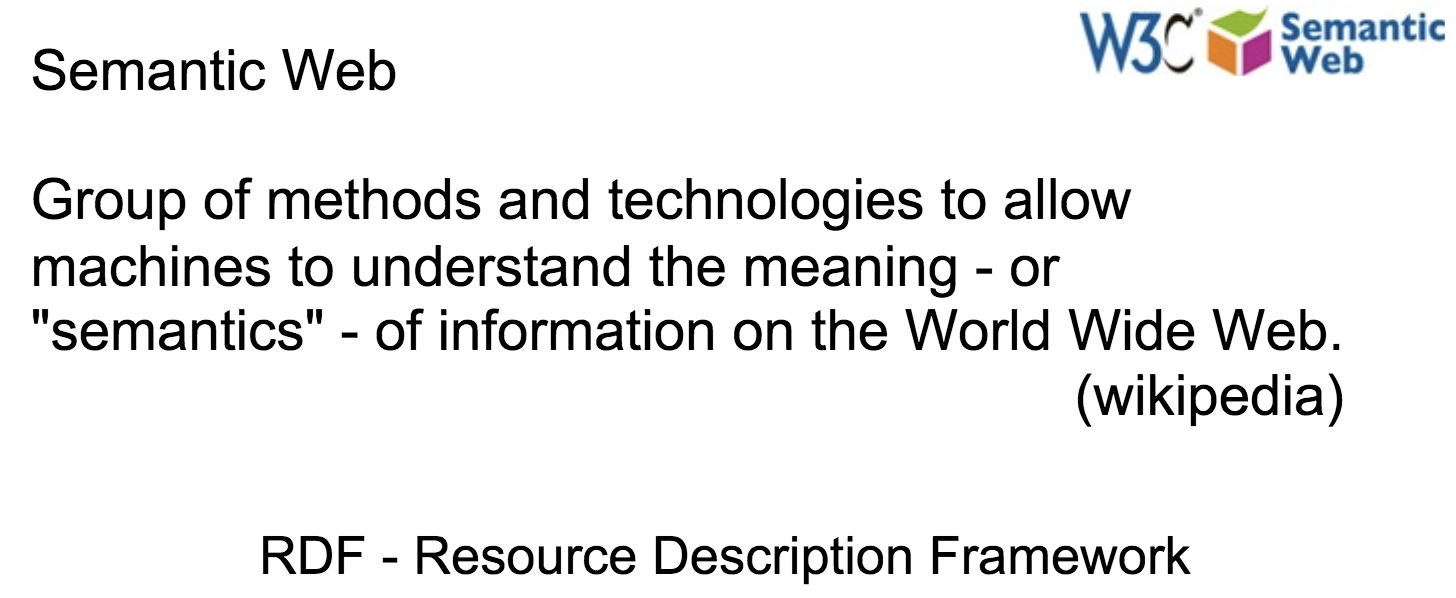 W3C® Semantic
Web
Semantic Web
Group of methods and technologies to allow
machines to understand the meaning - or
"semantics" - of information on the World Wide Web.
(wikipedia)
RDF - Resource Description Framework